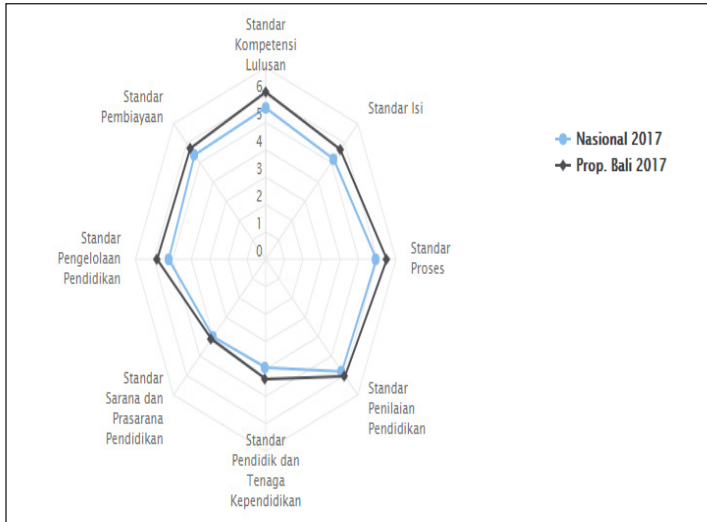 Standar
Kompetensi
Lulusan
Standar Isi
Standar
Proses
Standar
Penilaian
Pendidikan
Standar
Pendidik dan
Tenaga
Kependidikan
Standar
Sarana dan
Prasarana
Pendidikan
Standar
Pengelolaan
Pendidikan
Standar
Pembiayaan
6
5
4
3
2
1
0
Nasional 2017
Prop. Bali 2017